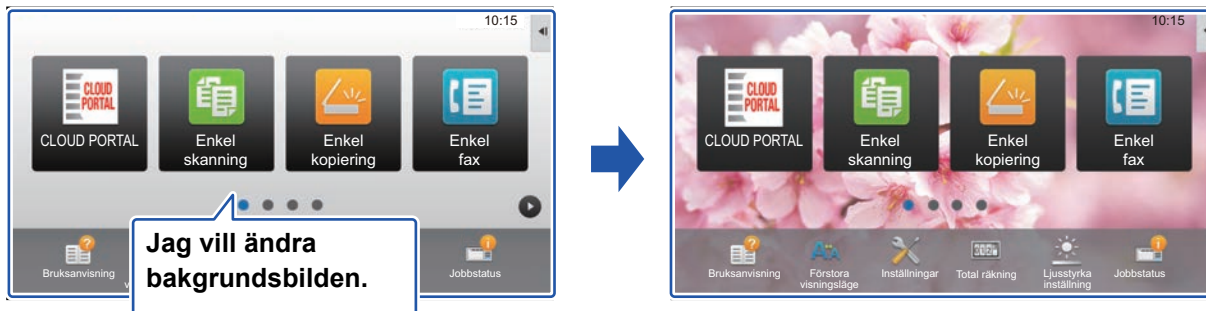 10:15
CLOUD
PORTAL
CLOUD PORTAL
Enkel
skanning
Enkel
kopiering
Enkel
fax
Jag vill ändra
bakgrundsbilden.
Bruksanvisning
v
Jobbstatus
10:15
CLOUD
PORTAL
CLOUD PORTAL
Enkel
skanning
Enkel
kopiering
Enkel
fax
Bruksanvisning
Förstora
visningsläge
Inställningar
Total räkning
Ljusstyrka
inställning
Jobbstatus